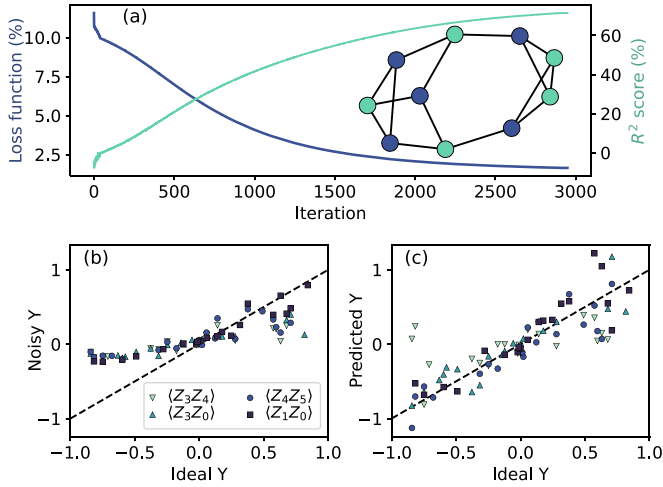 (a)
Loss function (%)
10.0
7.5
5.0
2.5
R² score (%)
60
40
20
0
0 500 1000 1500 2000 2500 3000
Iteration
(b)
Noisy Y
1
0
−1
⟨Z₃Z₄⟩ ⟨Z₄Z₅⟩
⟨Z₃Z₀⟩ ⟨Z₁Z₀⟩
−1.0 −0.5 0.0 0.5 1.0
Ideal Y
(c)
Predicted Y
1
0
−1
−1.0 −0.5 0.0 0.5 1.0
Ideal Y